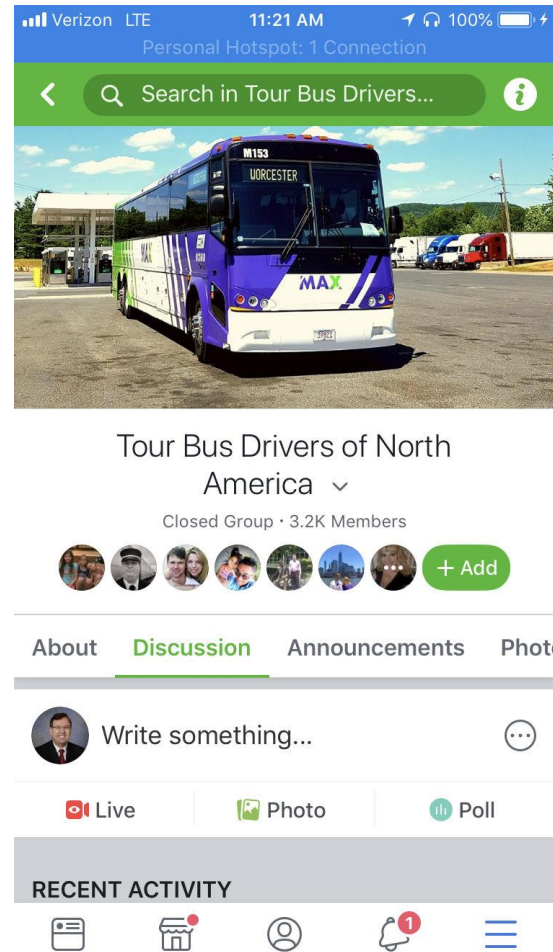 Verizon LTE 11:21 AM 100%
Personal Hotspot: 1 Connection
Search in Tour Bus Drivers...
M153
WORCESTER
MAX
MAX
Tour Bus Drivers of North
America
Closed Group · 3.2K Members
+ Add
About Discussion Announcements Phot
Write something...
Live Photo Poll
RECENT ACTIVITY
1